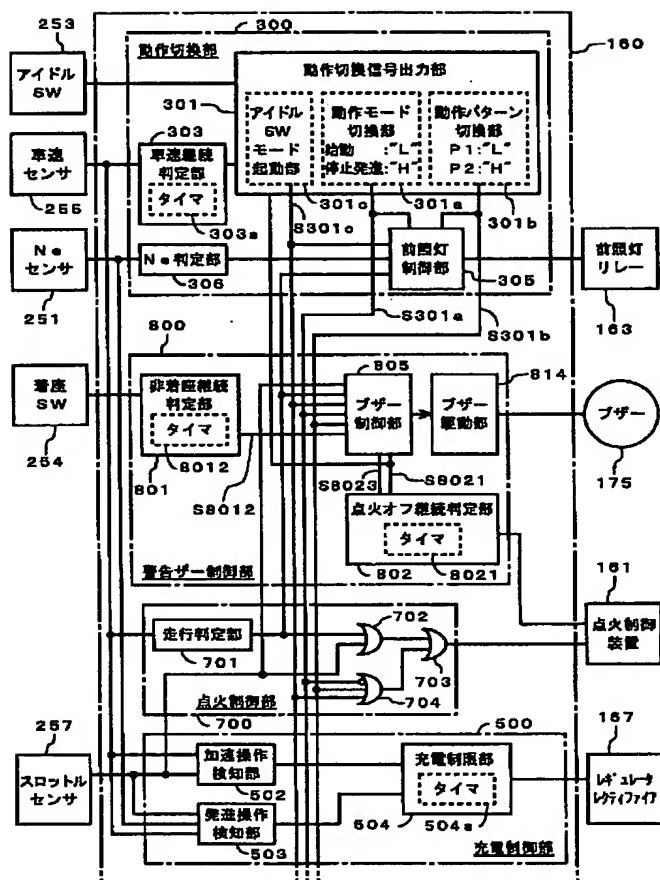 253
300
160
アイドル
SW
動作切換部
動作切換信号出力部
301
303
アイドル
SW
モード
起動部
動作モード
切換部
始動 :"L"
停止発進:"H"
動作パターン
切換部
P1:"L"
P2:"H"
車速
センサ
255
車速継続
判定部
タイマ
303a
301c
S301c
301a
301b
Ne
センサ
251
Ne判定部
306
前照灯
制御部
305
前照灯
リレー
163
S301a
S301b
800
805
814
着座
SW
254
非着座継続
判定部
タイマ
8012
801
S8012
ブザー
制御部
ブザー
駆動部
ブザー
175
S8023
S8021
点火オフ継続判定部
タイマ
802
8021
警告ザー制御部
161
点火制御
装置
走行判定部
701
702
703
704
点火制御部
700
500
257
スロットル
センサ
加速操作
検知部
502
発進操作
検知部
503
充電制限部
タイマ
504
504a
充電制御部
167
レギュレータ
レクティファイア